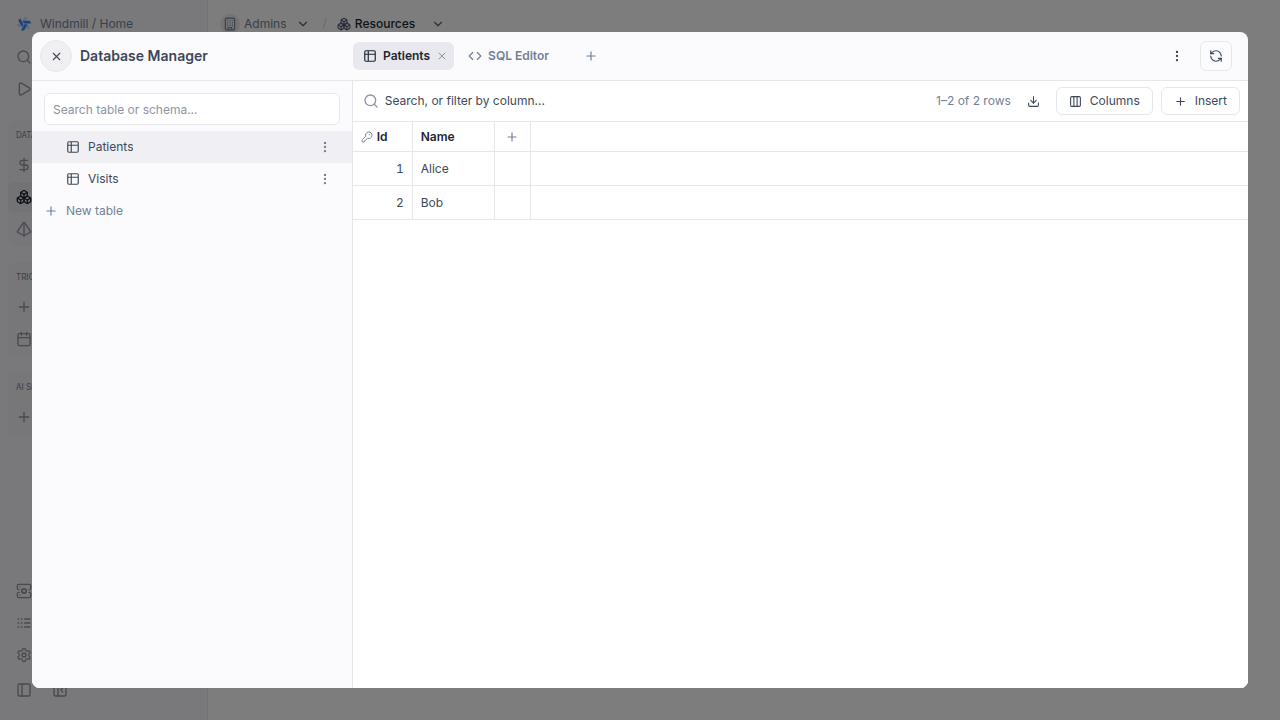 Windmill / Home
Admins / Resources
Database Manager
Patients
SQL Editor
Search table or schema...
Search, or filter by column...
1–2 of 2 rows
Columns
Insert
Patients
Visits
New table
Id Name
1 Alice
2 Bob